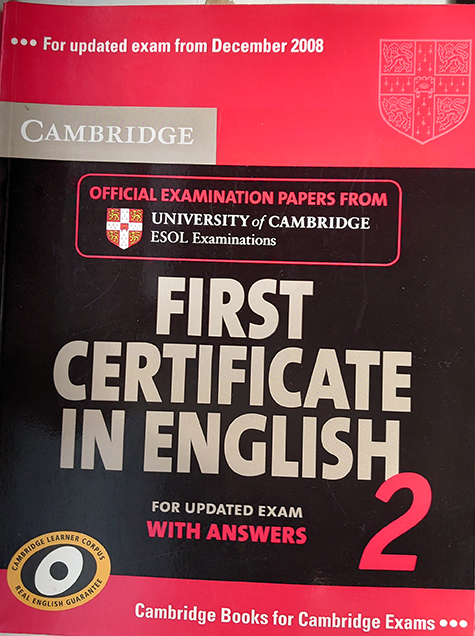 ••• For updated exam from December 2008
CAMBRIDGE
OFFICIAL EXAMINATION PAPERS FROM
UNIVERSITY of CAMBRIDGE
ESOL Examinations
FIRST
CERTIFICATE
IN ENGLISH
2
FOR UPDATED EXAM
WITH ANSWERS
CAMBRIDGE LEARNER CORPUS
REAL ENGLISH GUARANTEE
Cambridge Books for Cambridge Exams •••